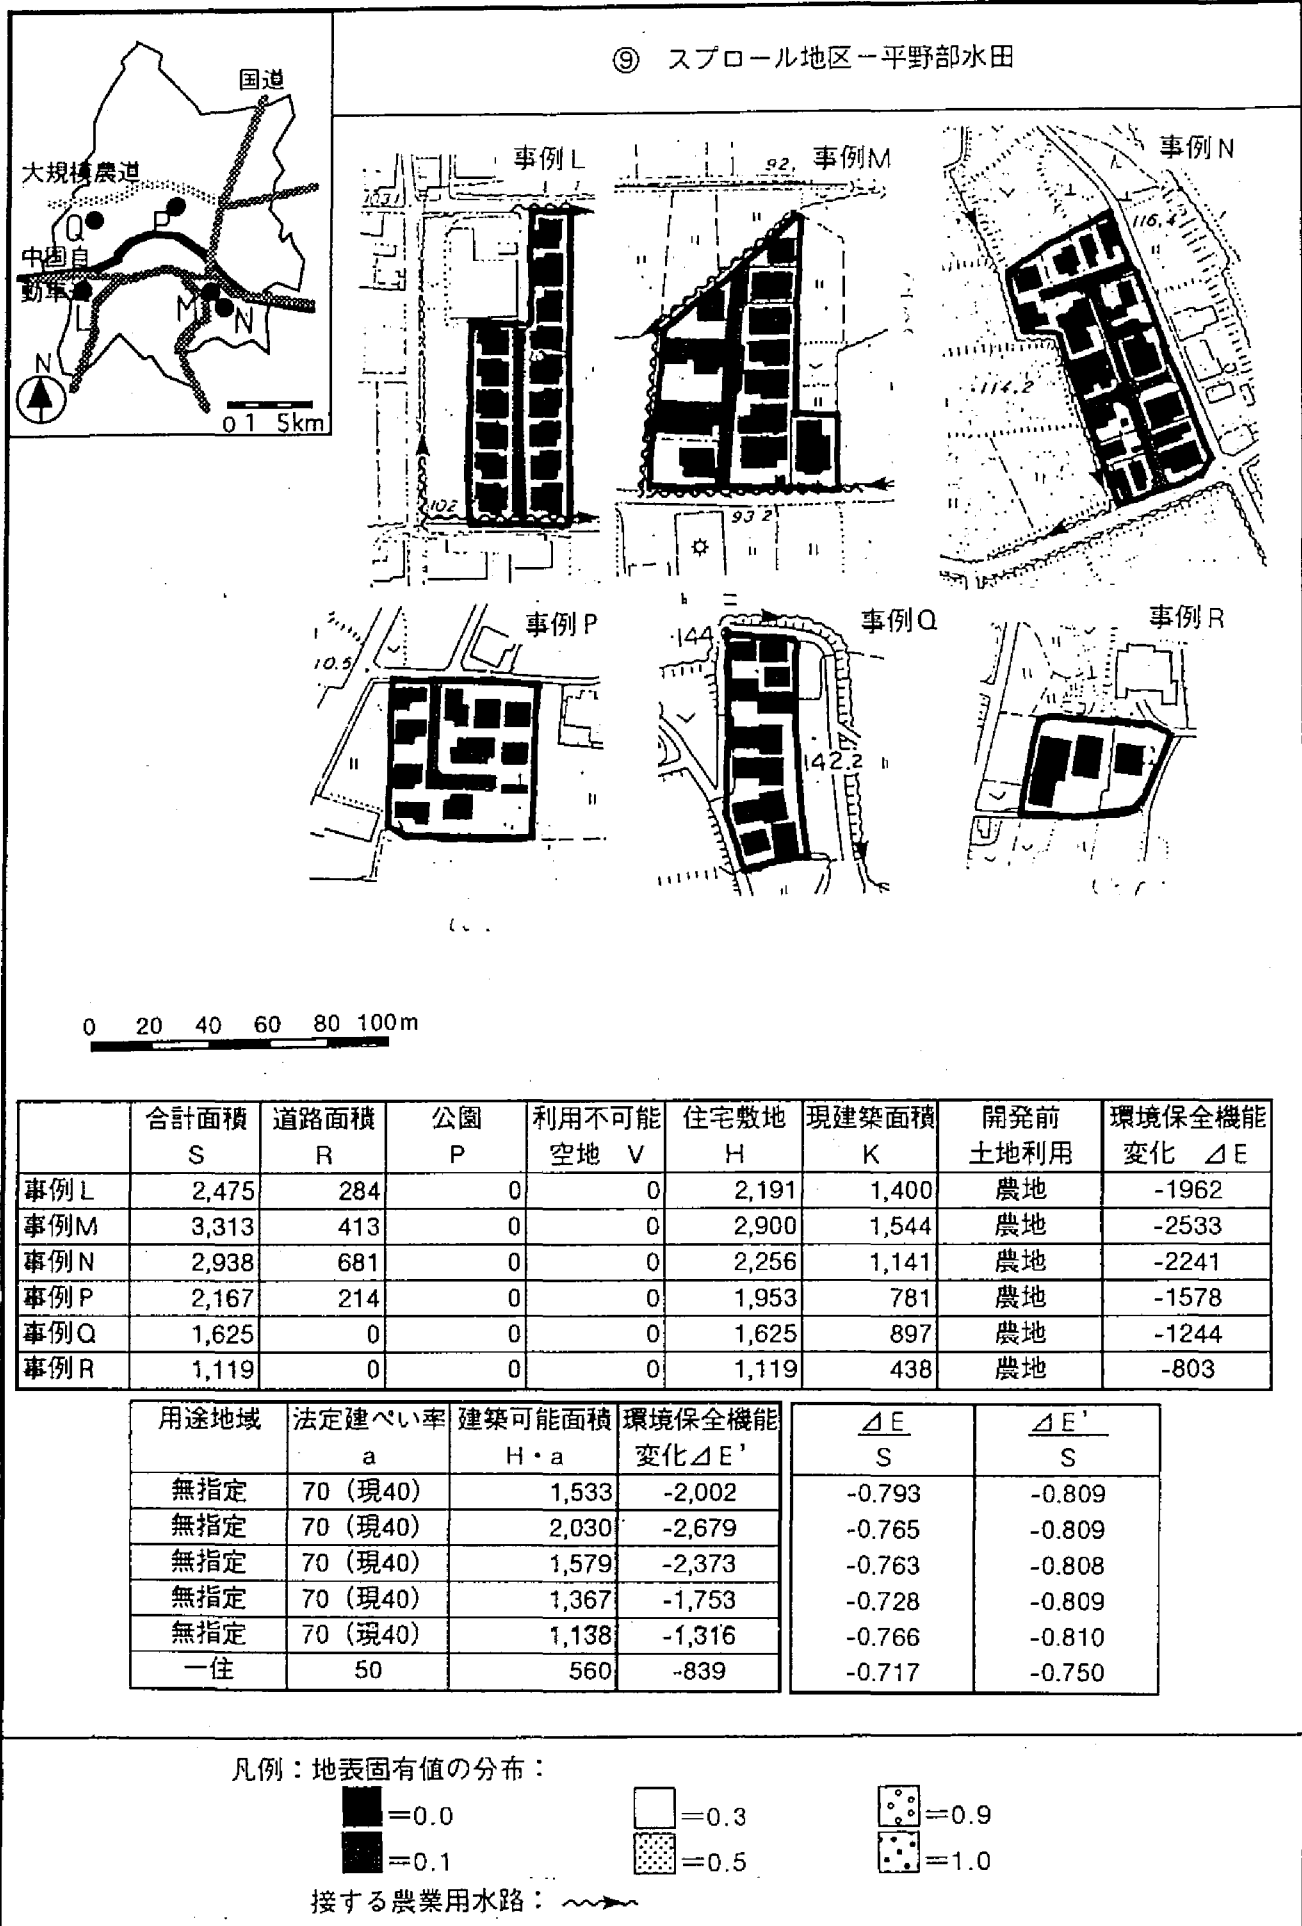 ⑨ スプロール地区－平野部水田
国道
大規模農道
Q
P
中国自
動車道
L
M
N
N
0 1 5km
事例L
103.1
102
事例M
92.
93.2
事例N
116.4
114.2
事例P
10.5
事例Q
144
142.2
事例R
0 20 40 60 80 100m
合計面積 S 道路面積 R 公園 P 利用不可能空地 V 住宅敷地 H 現建築面積 K 開発前土地利用 環境保全機能変化 ⊿E
事例L 2,475 284 0 0 2,191 1,400 農地 -1962
事例M 3,313 413 0 0 2,900 1,544 農地 -2533
事例N 2,938 681 0 0 2,256 1,141 農地 -2241
事例P 2,167 214 0 0 1,953 781 農地 -1578
事例Q 1,625 0 0 0 1,625 897 農地 -1244
事例R 1,119 0 0 0 1,119 438 農地 -803
用途地域 法定建ぺい率 a 建築可能面積 H・a 環境保全機能変化⊿E' ⊿E/S ⊿E'/S
無指定 70（現40） 1,533 -2,002 -0.793 -0.809
無指定 70（現40） 2,030 -2,679 -0.765 -0.809
無指定 70（現40） 1,579 -2,373 -0.763 -0.808
無指定 70（現40） 1,367 -1,753 -0.728 -0.809
無指定 70（現40） 1,138 -1,316 -0.766 -0.810
一住 50 560 -839 -0.717 -0.750
凡例：地表固有値の分布：
=0.0 =0.3 =0.9
=0.1 =0.5 =1.0
接する農業用水路：